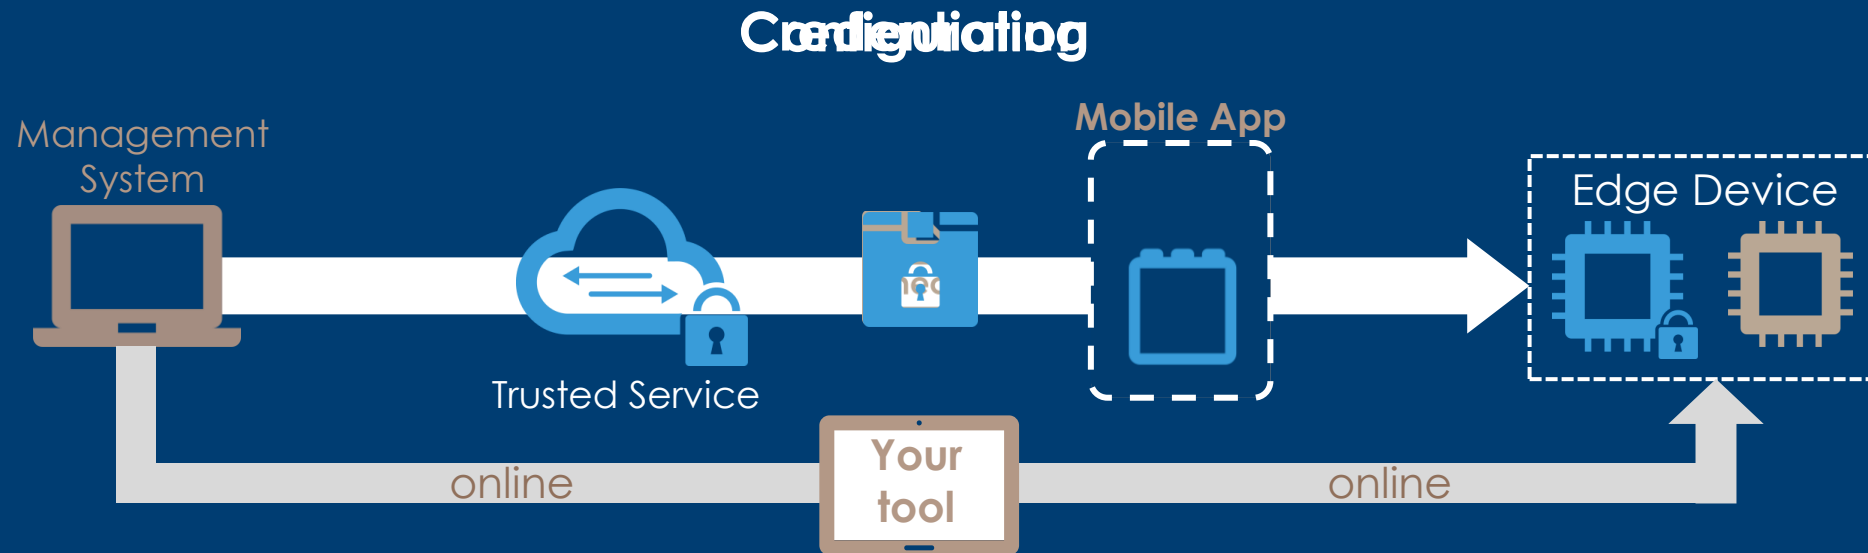 Mobile App
Management
System
Edge Device
Trusted Service
Your
tool
online
online